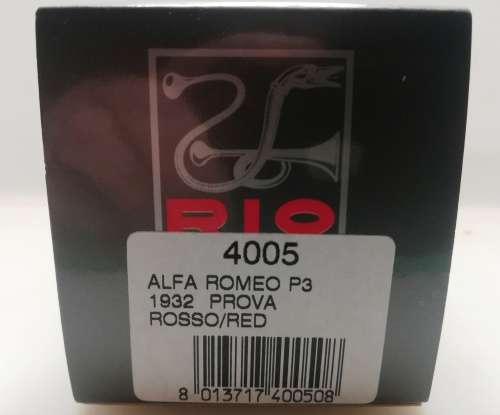 RIO
4005
ALFA ROMEO P3
1932 PROVA
ROSSO/RED
8 013717 400508